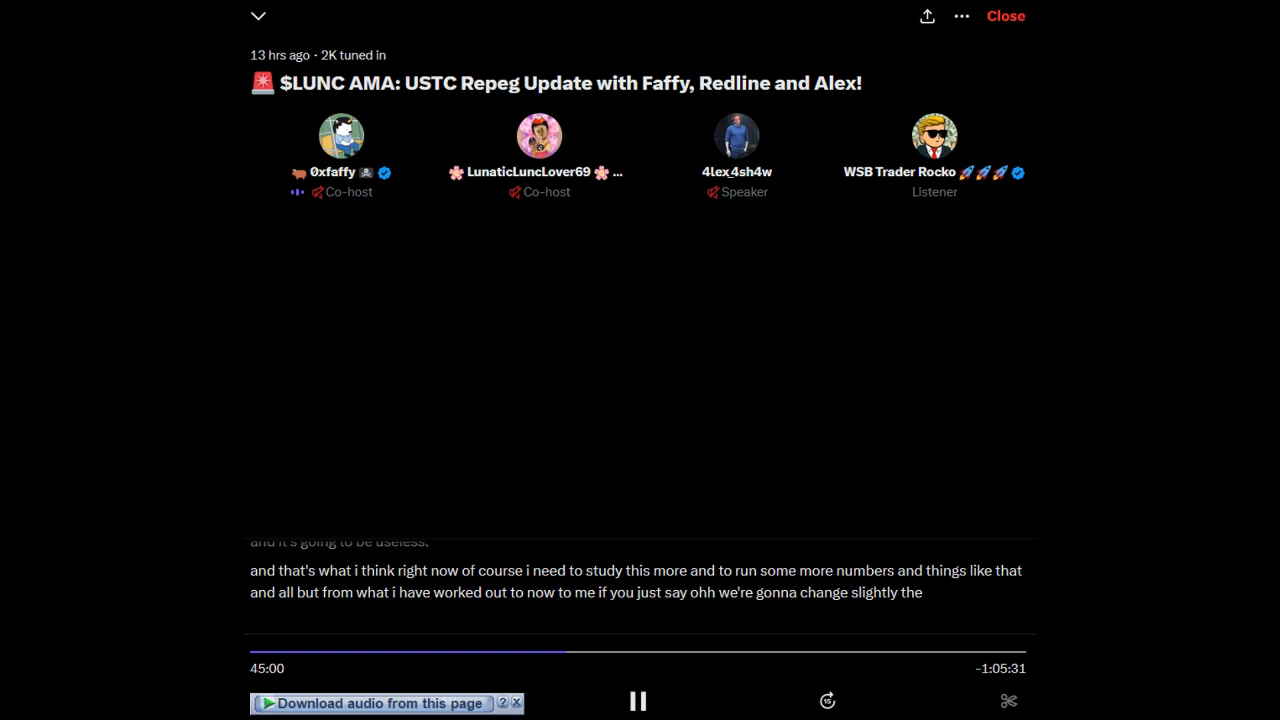 Close
13 hrs ago · 2K tuned in
🚨 $LUNC AMA: USTC Repeg Update with Faffy, Redline and Alex!
🐂 0xfaffy 🏴‍☠️
🌸 LunaticLuncLover69 🌸 ...
4lex_4sh4w
WSB Trader Rocko 🚀🚀🚀
Co-host
Co-host
Speaker
Listener
and it's going to be useless.
and that's what i think right now of course i need to study this more and to run some more numbers and things like that
and all but from what i have worked out to now to me if you just say ohh we're gonna change slightly the
45:00
-1:05:31
Download audio from this page ? X
15